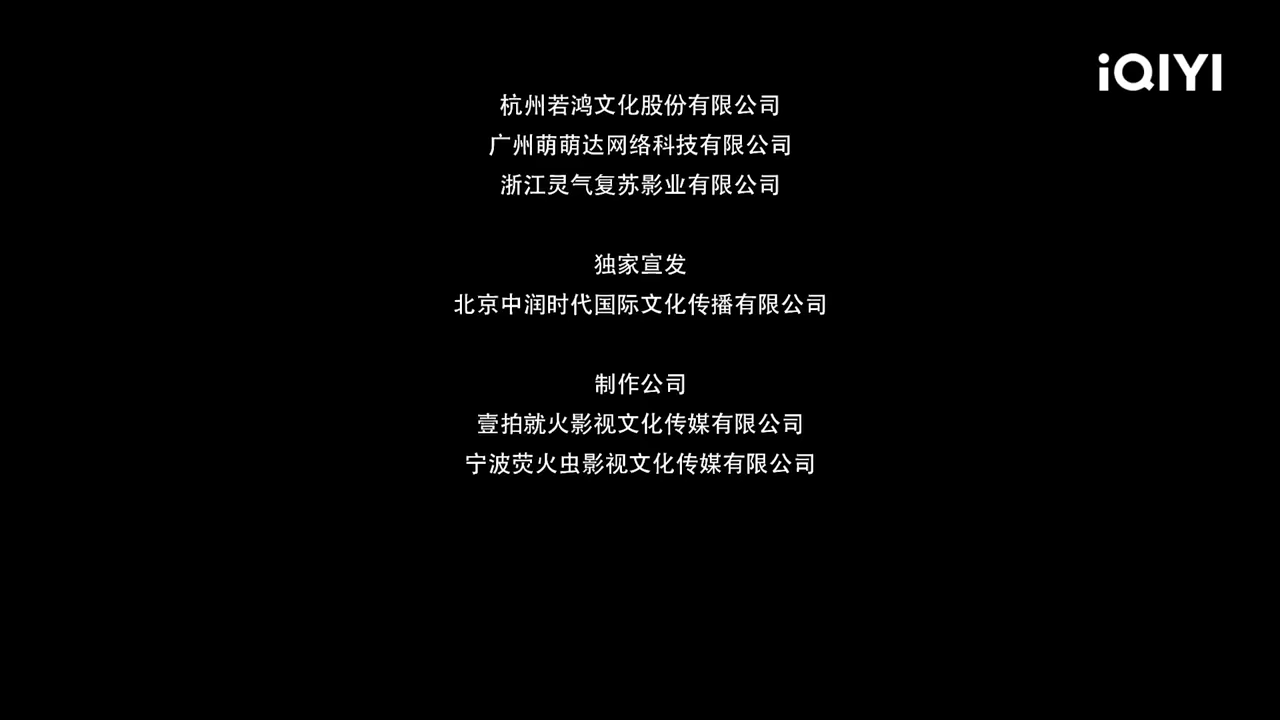 iQIYI
杭州若鸿文化股份有限公司
广州萌萌达网络科技有限公司
浙江灵气复苏影业有限公司
独家宣发
北京中润时代国际文化传播有限公司
制作公司
壹拍就火影视文化传媒有限公司
宁波荧火虫影视文化传媒有限公司